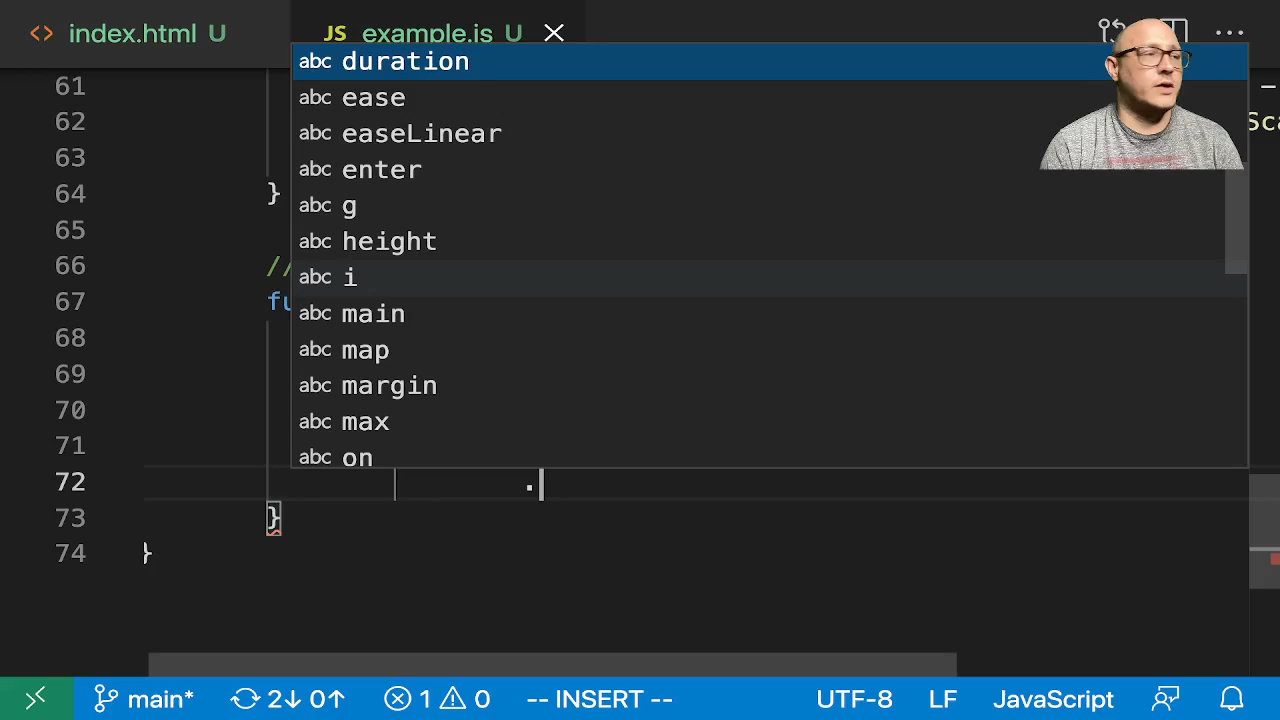 index.html U
JS example.js U
duration
61
abc ease
62
abc easeLinear
63
abc enter
64 }
abc g
65
abc height
66 //
abc i
67 fu
abc main
68
abc map
69
abc margin
70
abc max
71
abc on
72 .
73 }
74 }
main* 2↓ 0↑ 1 0 -- INSERT -- UTF-8 LF JavaScript